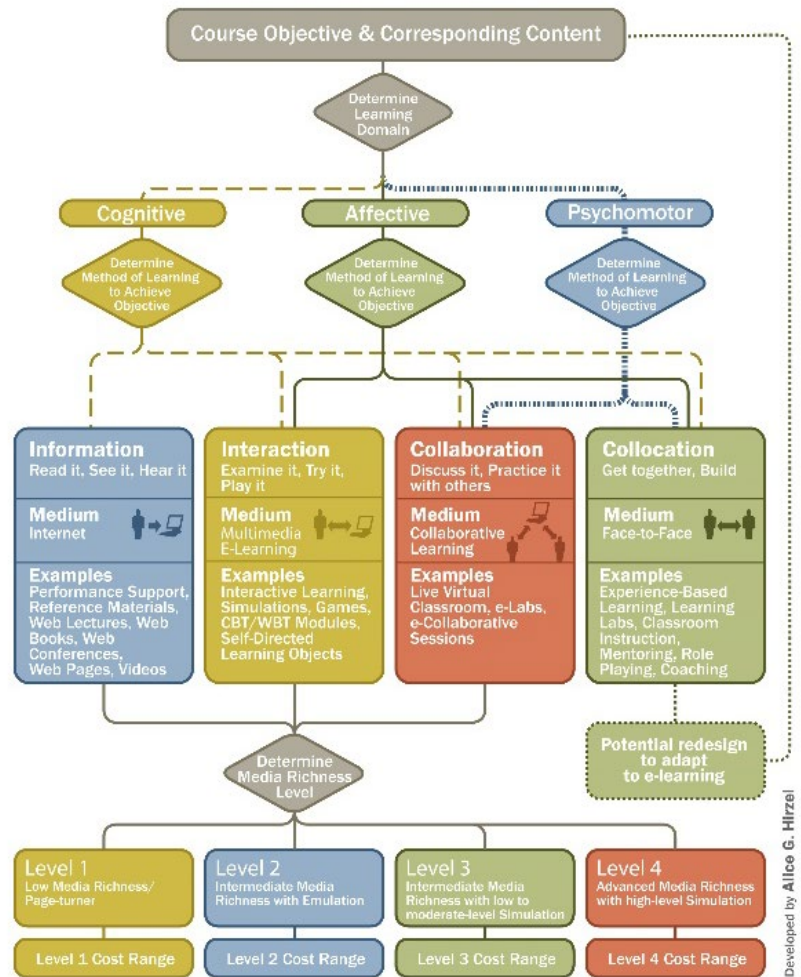 Course Objective & Corresponding Content
Determine
Learning
Domain
Cognitive
Affective
Psychomotor
Determine
Method of Learning
to Achieve
Objective
Determine
Method of Learning
to Achieve
Objective
Determine
Method of Learning
to Achieve
Objective
Information
Read it, See it, Hear it
Medium
Internet
Examples
Performance Support,
Reference Materials,
Web Lectures, Web
Books, Web
Conferences,
Web Pages, Videos
Interaction
Examine it, Try it,
Play it
Medium
Multimedia
E-Learning
Examples
Interactive Learning,
Simulations, Games,
CBT/WBT Modules,
Self-Directed
Learning Objects
Collaboration
Discuss it, Practice it
with others
Medium
Collaborative
Learning
Examples
Live Virtual
Classroom, e-Labs,
e-Collaborative
Sessions
Collocation
Get together, Build
Medium
Face-to-Face
Examples
Experience-Based
Learning, Learning
Labs, Classroom
Instruction,
Mentoring, Role
Playing, Coaching
Determine
Media Richness
Level
Potential redesign
to adapt
to e-learning
Level 1
Low Media Richness/
Page-turner
Level 2
Intermediate Media
Richness with Emulation
Level 3
Intermediate Media
Richness with low to
moderate-level Simulation
Level 4
Advanced Media Richness
with high-level Simulation
Level 1 Cost Range
Level 2 Cost Range
Level 3 Cost Range
Level 4 Cost Range
Developed by Alice G. Hirzel